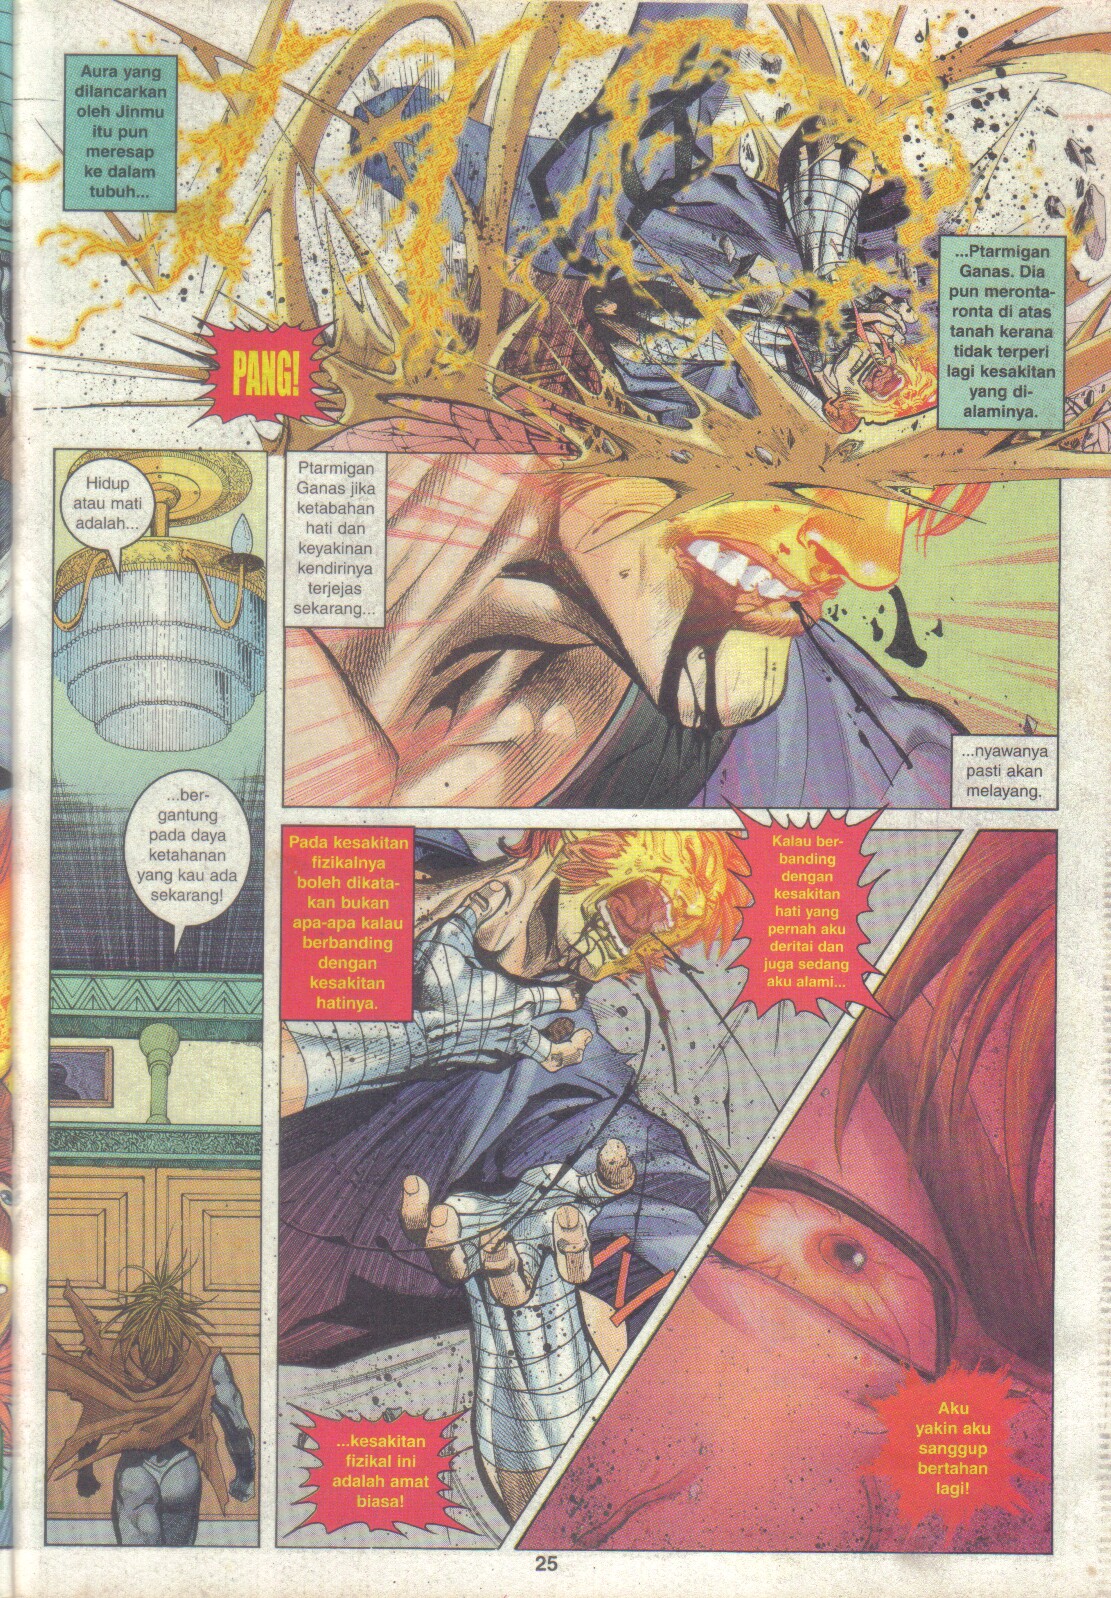 Aura yang
dilancarkan
oleh Jinmu
itu pun
meresap
ke dalam
tubuh...
...Ptarmigan
Ganas. Dia
pun meronta-
ronta di atas
tanah kerana
tidak terperi
lagi kesakitan
yang di-
alaminya.
PANG!
Hidup
atau mati
adalah...
...ber-
gantung
pada daya
ketahanan
yang kau ada
sekarang!
Ptarmigan
Ganas jika
ketabahan
hati dan
keyakinan
kendirinya
terjejas
sekarang...
...nyawanya
pasti akan
melayang.
Pada kesakitan
fizikalnya
boleh dikata-
kan bukan
apa-apa kalau
berbanding
dengan
kesakitan
hatinya.
Kalau ber-
banding
dengan
kesakitan
hati yang
pernah aku
deritai dan
juga sedang
aku alami...
...kesakitan
fizikal ini
adalah amat
biasa!
Aku
yakin aku
sanggup
bertahan
lagi!
25